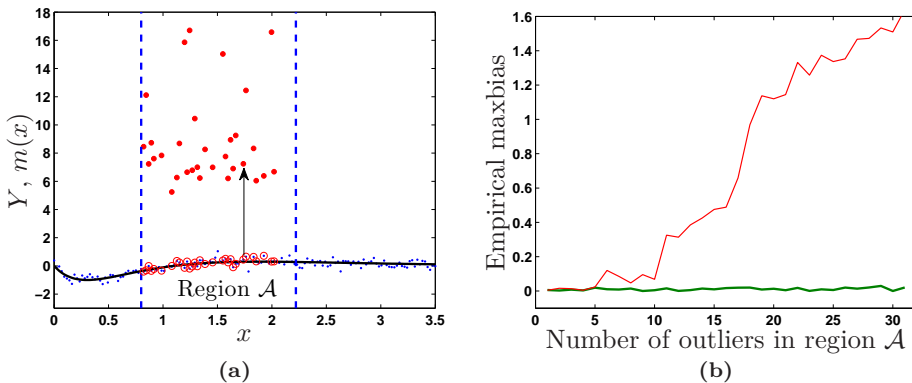 18
16
14
12
10
8
6
4
2
0
−2
Y, m(x)
Region A
0 0.5 1 1.5 2 2.5 3 3.5
x
(a)
1.6
1.4
1.2
1
0.8
0.6
0.4
0.2
0
Empirical maxbias
0 5 10 15 20 25 30
Number of outliers in region A
(b)